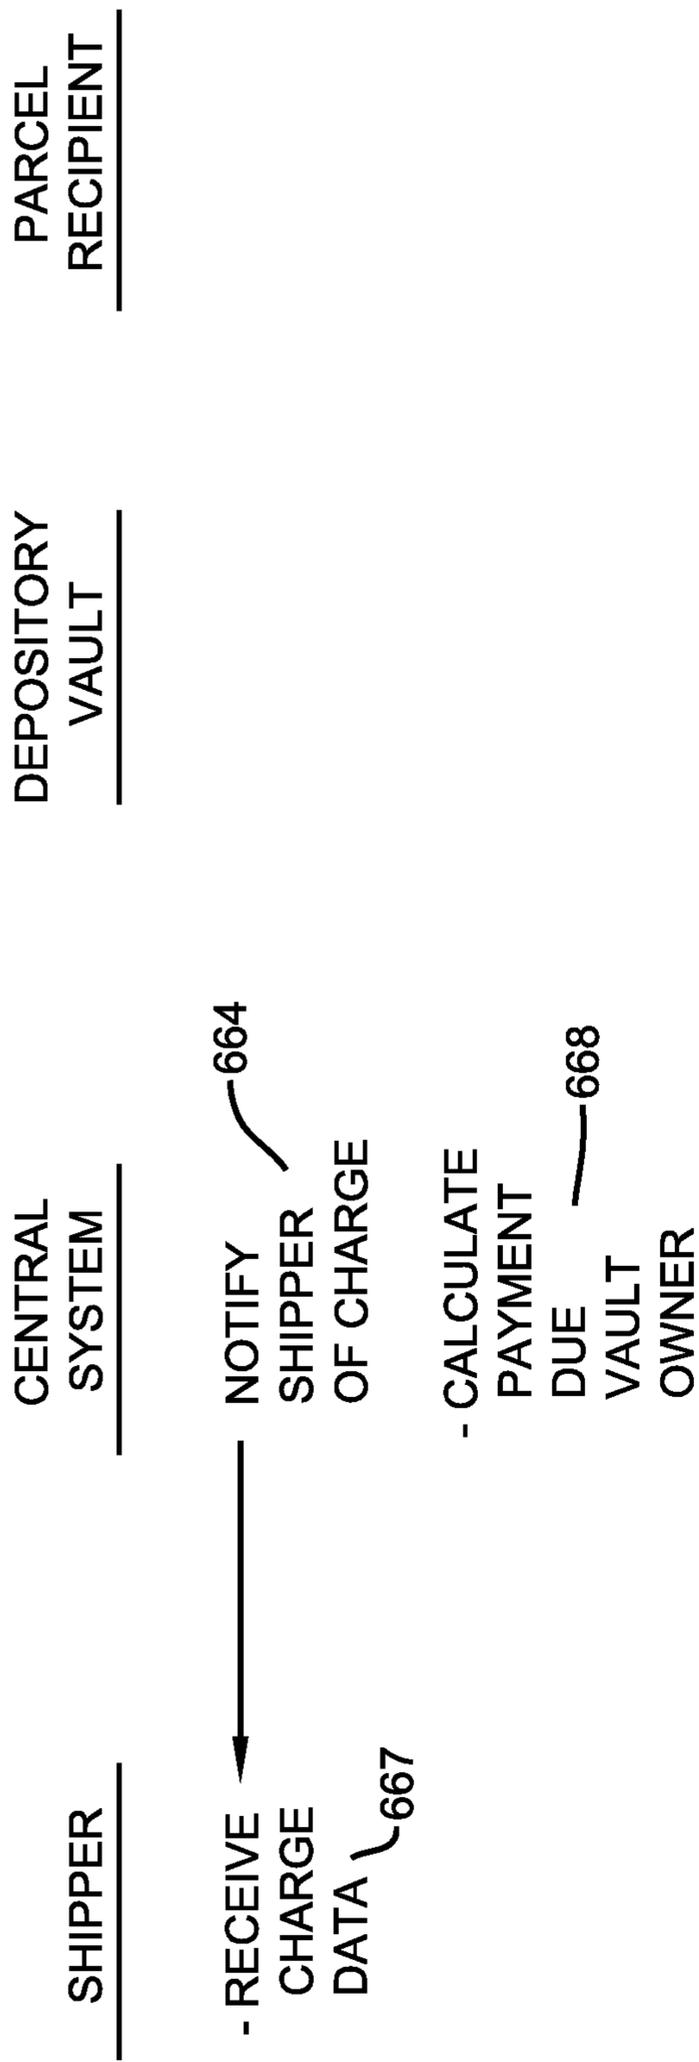 SHIPPER
CENTRAL
SYSTEM
DEPOSITORY
VAULT
PARCEL
RECIPIENT
- RECEIVE
CHARGE
DATA
667
NOTIFY
SHIPPER
OF CHARGE
664
- CALCULATE
PAYMENT
DUE
VAULT
OWNER
668